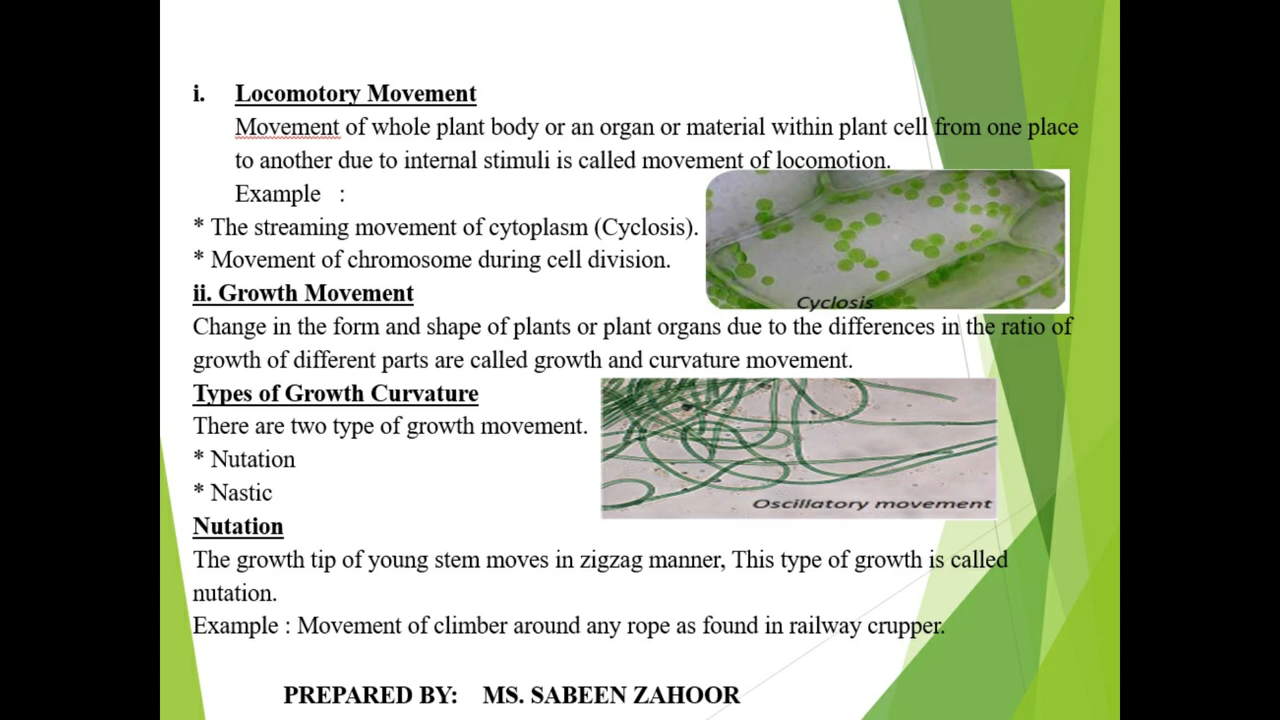 i. Locomotory Movement
Movement of whole plant body or an organ or material within plant cell from one place
to another due to internal stimuli is called movement of locomotion.
Example :
* The streaming movement of cytoplasm (Cyclosis).
* Movement of chromosome during cell division.
Cyclosis
ii. Growth Movement
Change in the form and shape of plants or plant organs due to the differences in the ratio of
growth of different parts are called growth and curvature movement.
Types of Growth Curvature
There are two type of growth movement.
* Nutation
* Nastic
Oscillatory movement
Nutation
The growth tip of young stem moves in zigzag manner, This type of growth is called
nutation.
Example : Movement of climber around any rope as found in railway crupper.
PREPARED BY: MS. SABEEN ZAHOOR